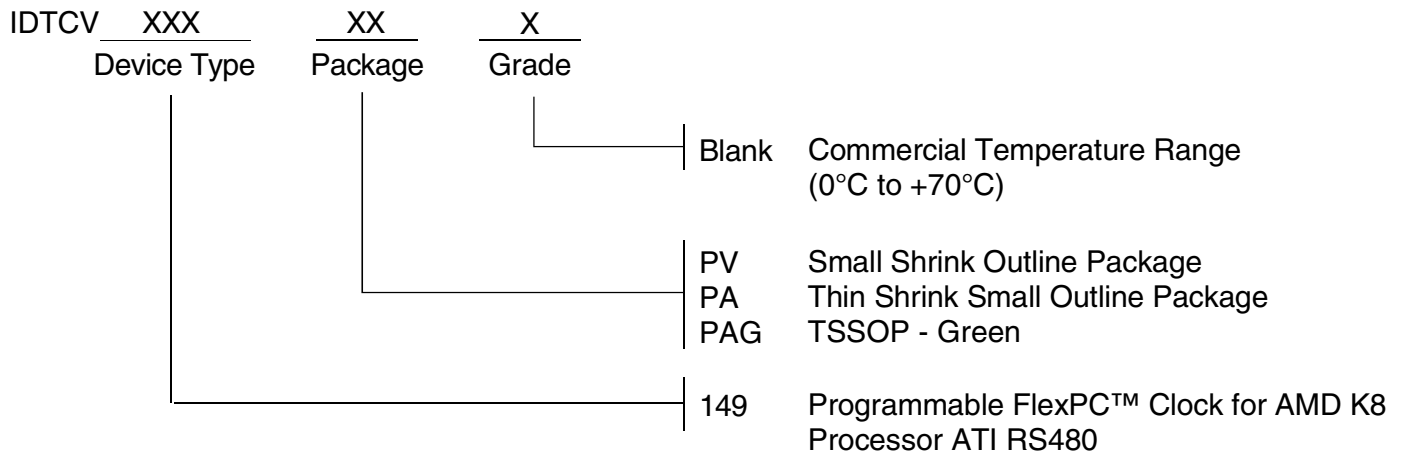 IDTCV XXX XX X
Device Type Package Grade
Blank Commercial Temperature Range
(0°C to +70°C)
PV Small Shrink Outline Package
PA Thin Shrink Small Outline Package
PAG TSSOP - Green
149 Programmable FlexPC™ Clock for AMD K8
Processor ATI RS480